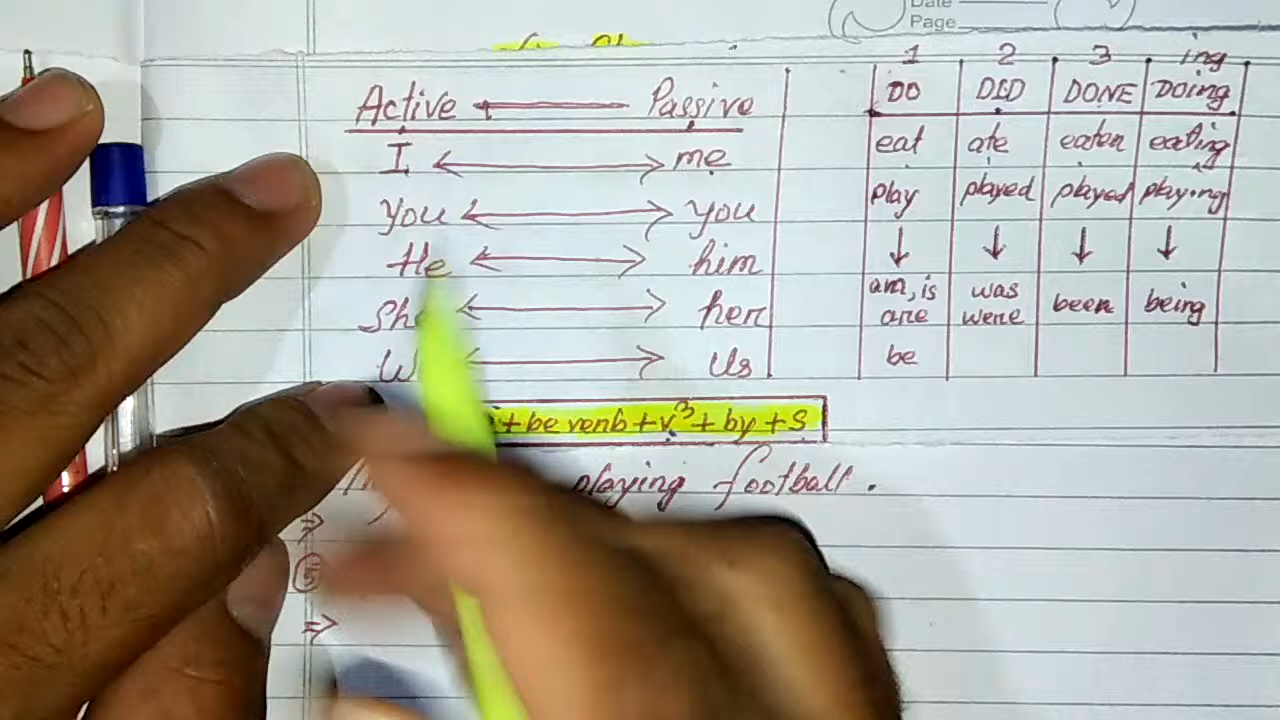 Date
Page
Active Passive
I me
You you
He him
She her
W Us
1 2 3 ing
DO DID DONE Doing
eat ate eaten eating
play played played playing
am, is was been being
are were
be
+ be verb + v³ + by + s
playing football.
5